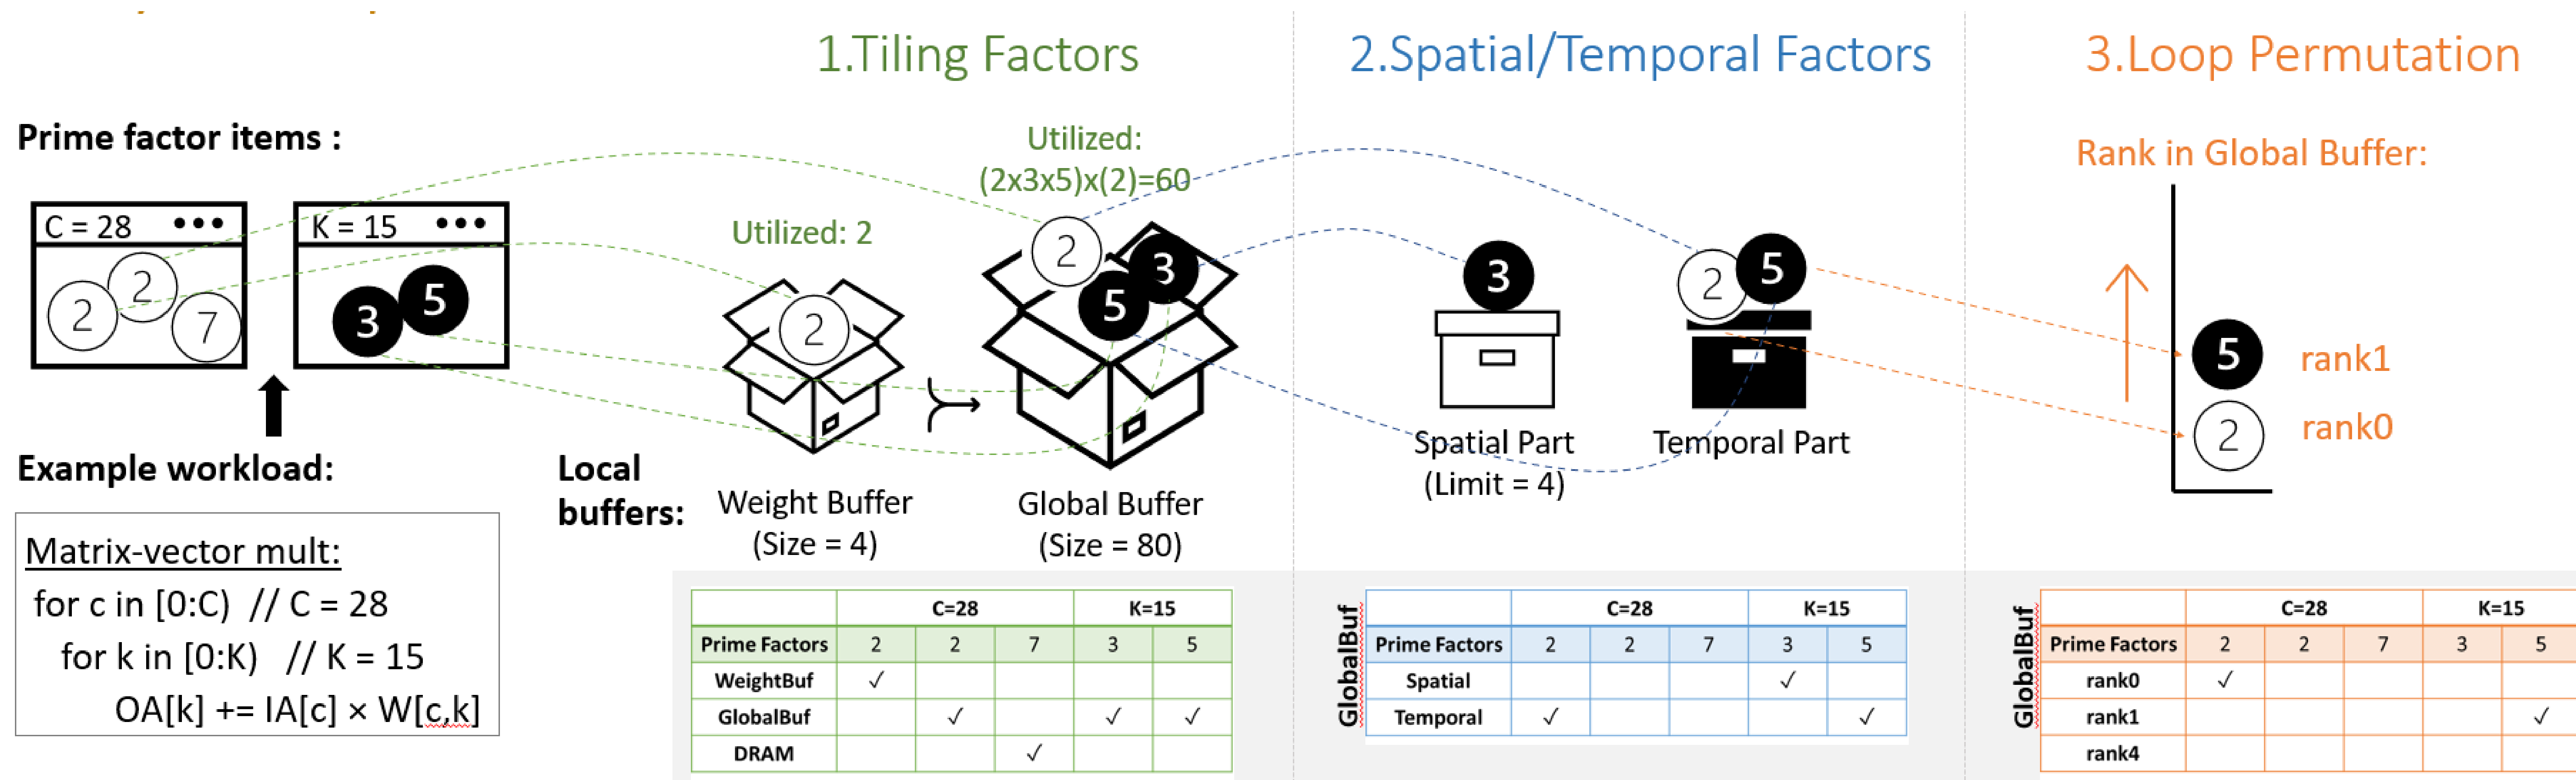 1.Tiling Factors
2.Spatial/Temporal Factors
3.Loop Permutation
Prime factor items :
C = 28 •••
2
2
7
K = 15 •••
3
5
Example workload:
Matrix-vector mult:
for c in [0:C) // C = 28
for k in [0:K) // K = 15
OA[k] += IA[c] × W[c,k]
Local
buffers:
Utilized: 2
2
Weight Buffer
(Size = 4)
Utilized:
(2x3x5)x(2)=60
2
3
5
Global Buffer
(Size = 80)
C=28 K=15
Prime Factors 2 2 7 3 5
WeightBuf ✓
GlobalBuf ✓ ✓ ✓
DRAM ✓
3
Spatial Part
(Limit = 4)
2 5
Temporal Part
GlobalBuf
C=28 K=15
Prime Factors 2 2 7 3 5
Spatial ✓
Temporal ✓ ✓
Rank in Global Buffer:
5 rank1
2 rank0
GlobalBuf
C=28 K=15
Prime Factors 2 2 7 3 5
rank0 ✓
rank1 ✓
rank4